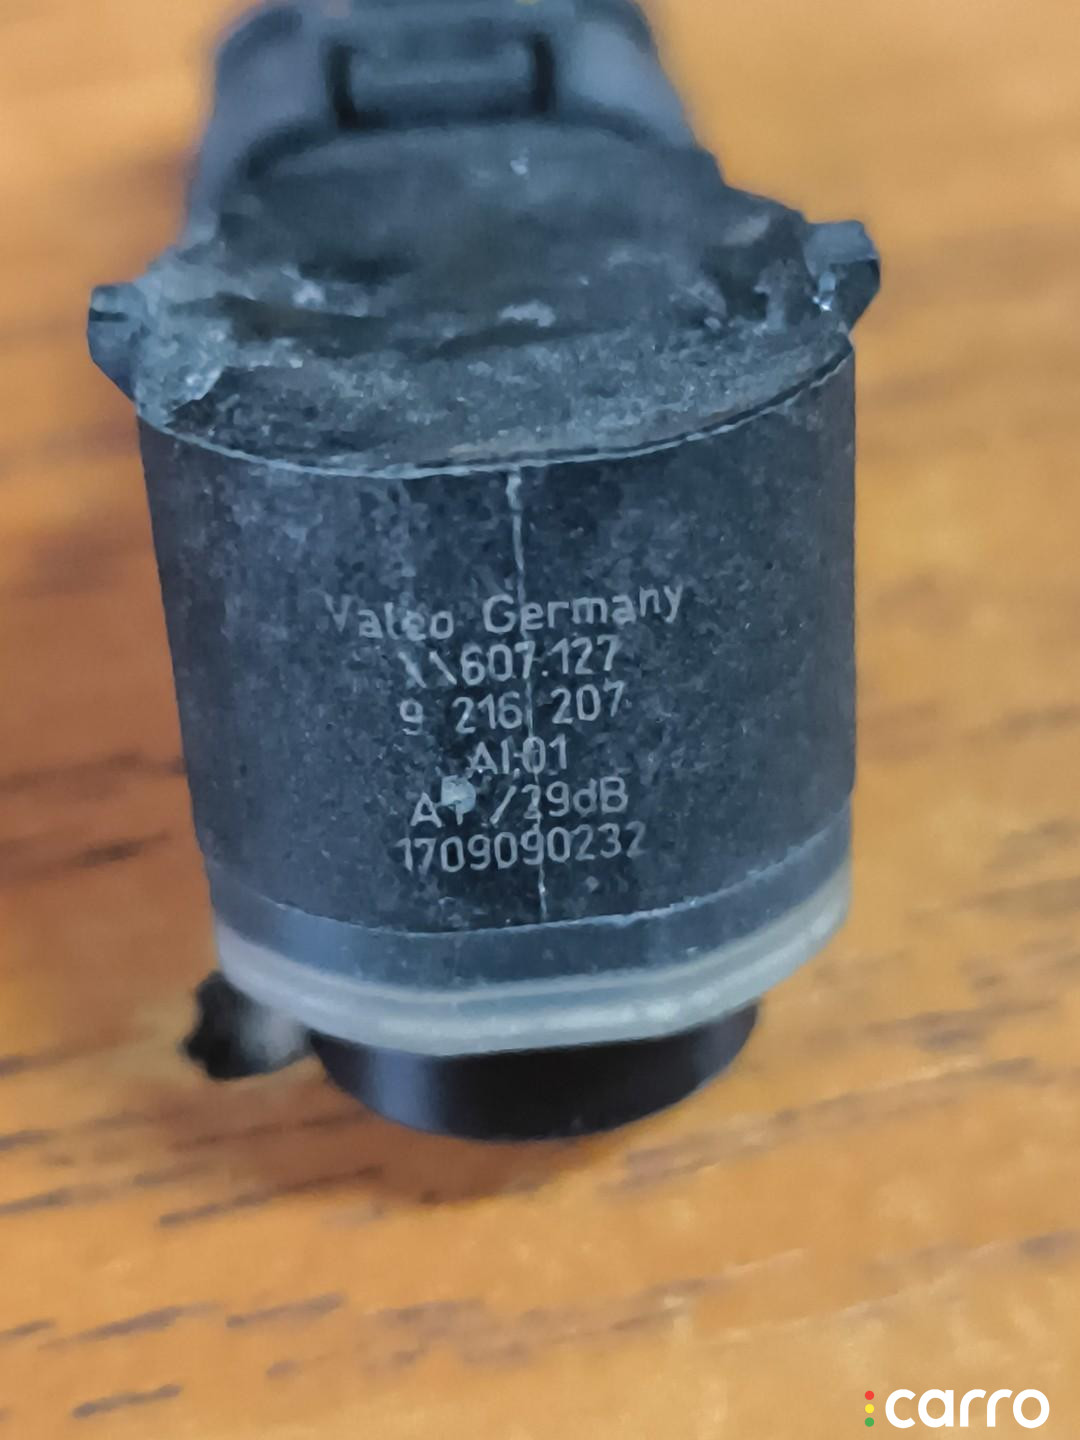 Valeo Germany
607.127
9 216 207
AI:01
/29dB
1709090232
carro